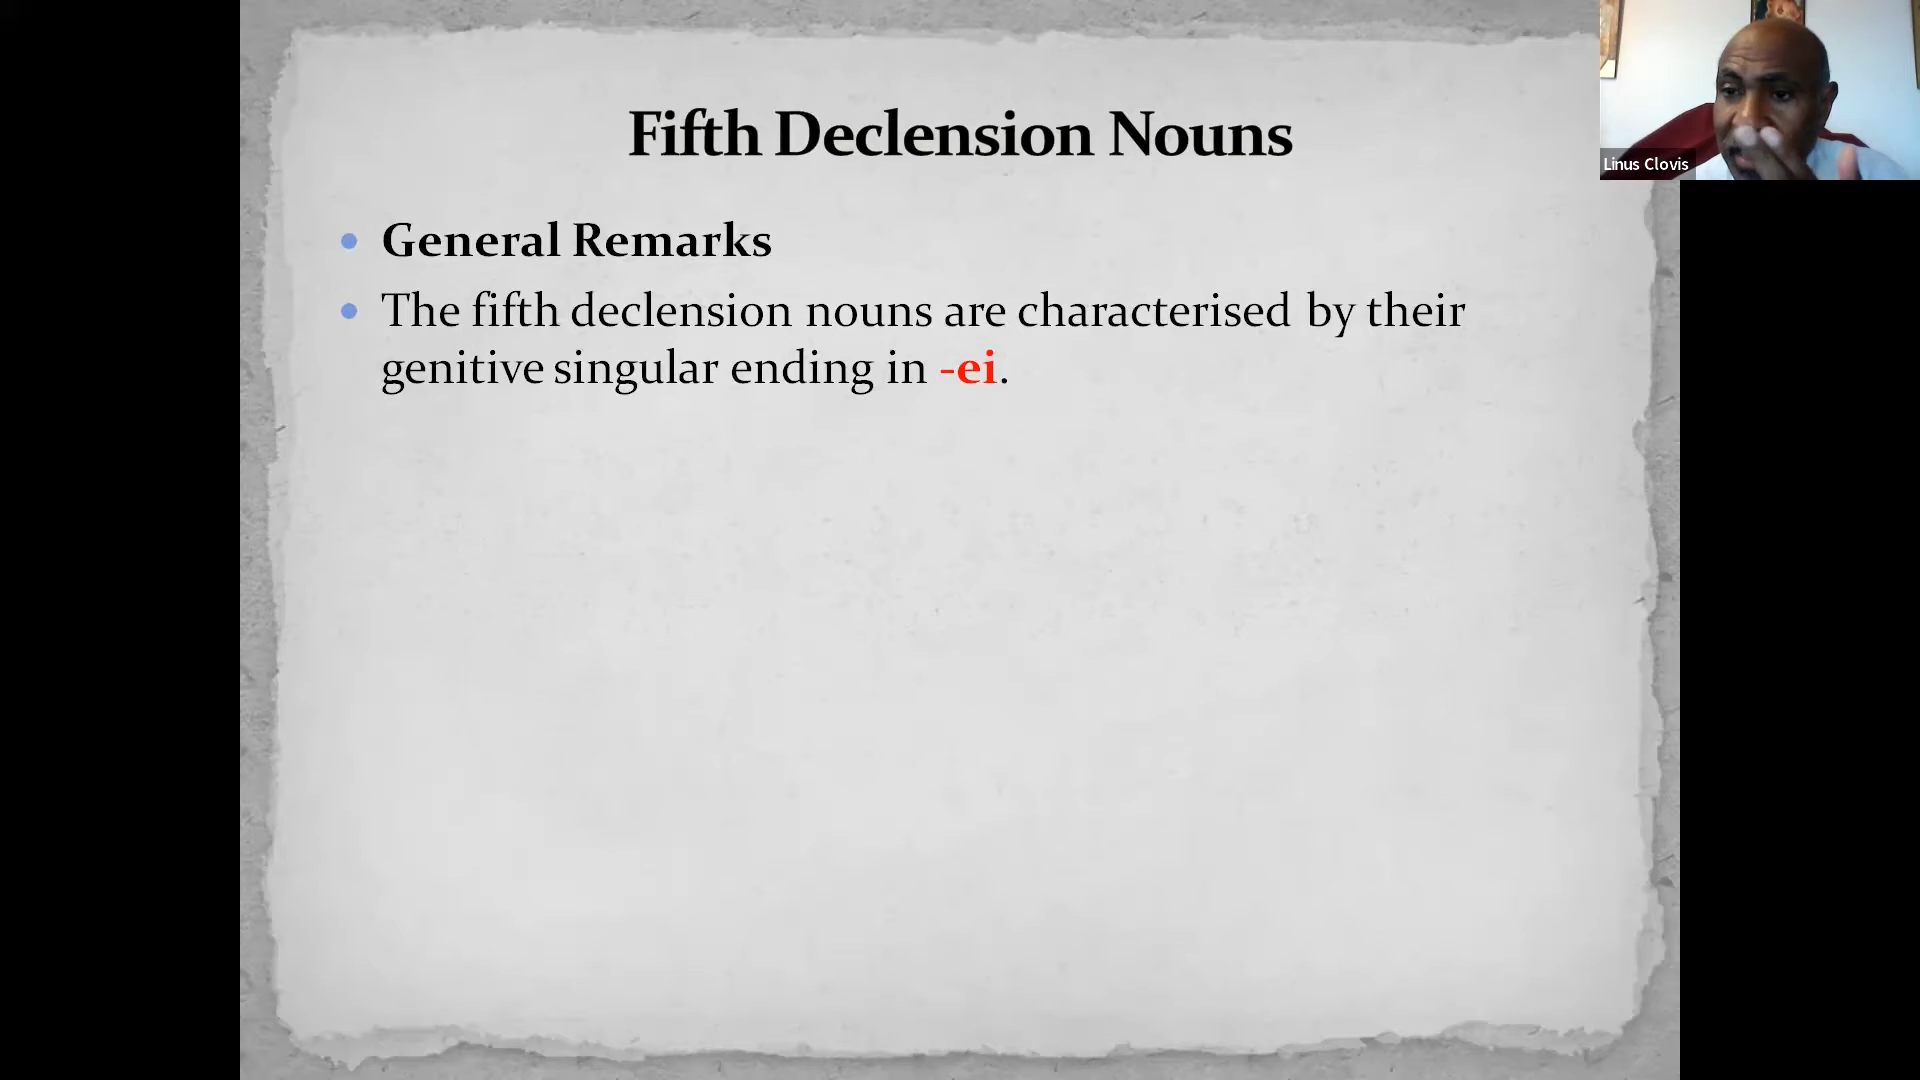 Fifth Declension Nouns
Linus Clovis
• General Remarks
• The fifth declension nouns are characterised by their
genitive singular ending in -ei.